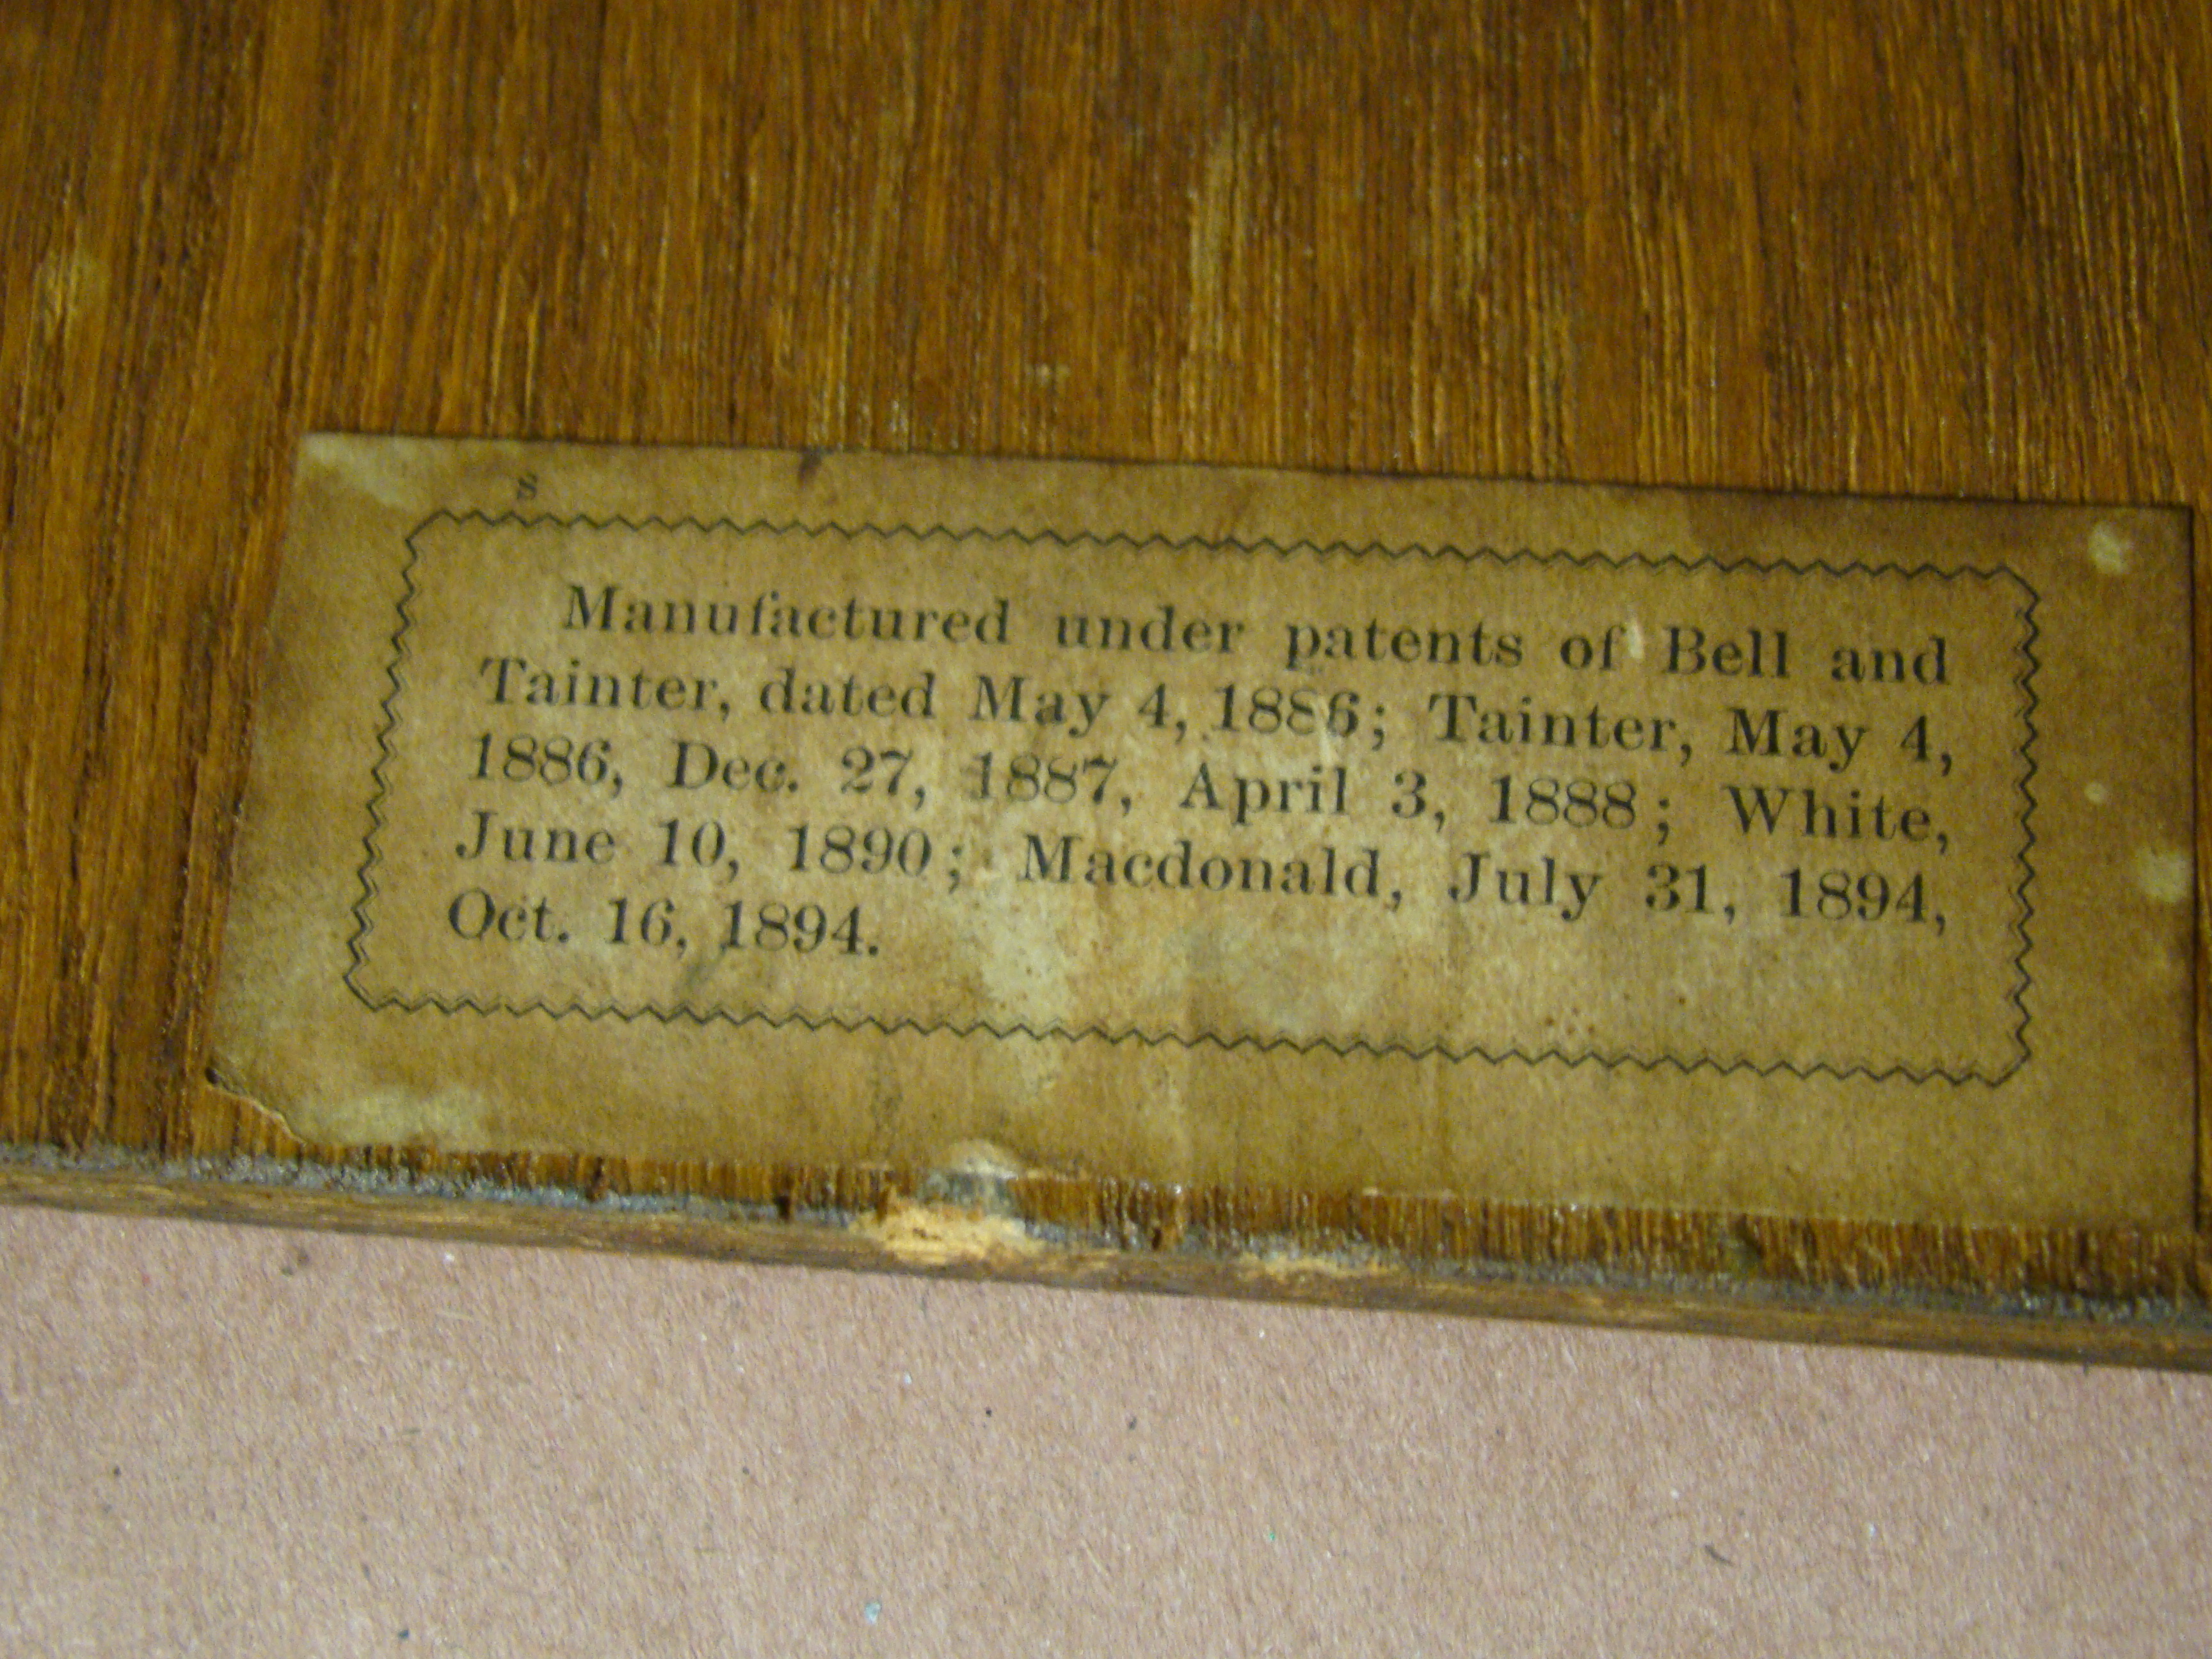 s
Manufactured under patents of Bell and
Tainter, dated May 4, 1886; Tainter, May 4,
1886, Dec. 27, 1887, April 3, 1888; White,
June 10, 1890; Macdonald, July 31, 1894,
Oct. 16, 1894.